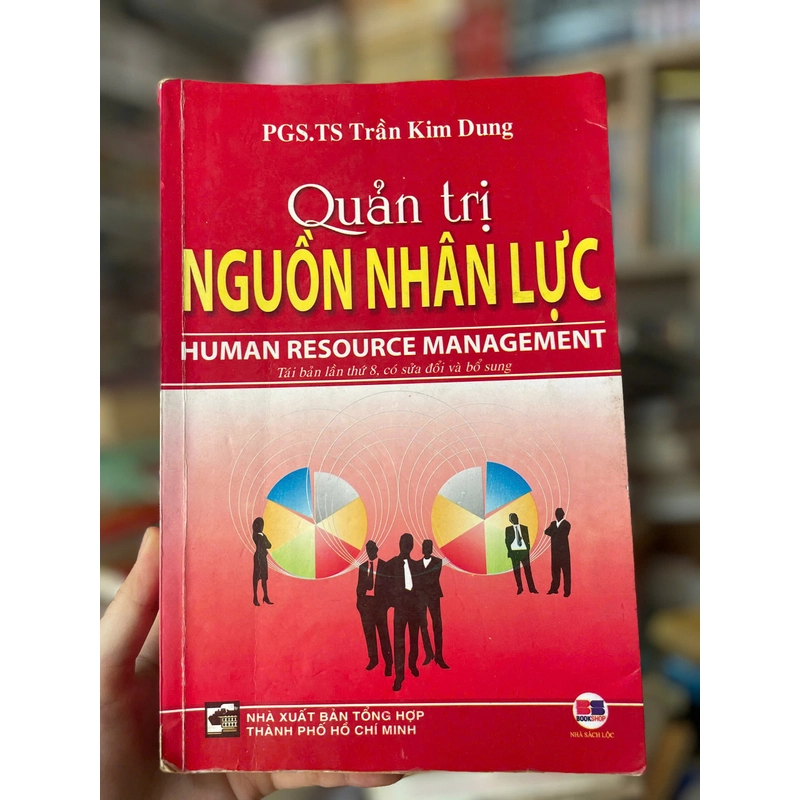 PGS.TS Trần Kim Dung
Quản trị
NGUỒN NHÂN LỰC
HUMAN RESOURCE MANAGEMENT
Tái bản lần thứ 8, có sửa đổi và bổ sung
NHÀ XUẤT BẢN TỔNG HỢP
THÀNH PHỐ HỒ CHÍ MINH
BS
BOOKSHOP
NHÀ SÁCH LỘC